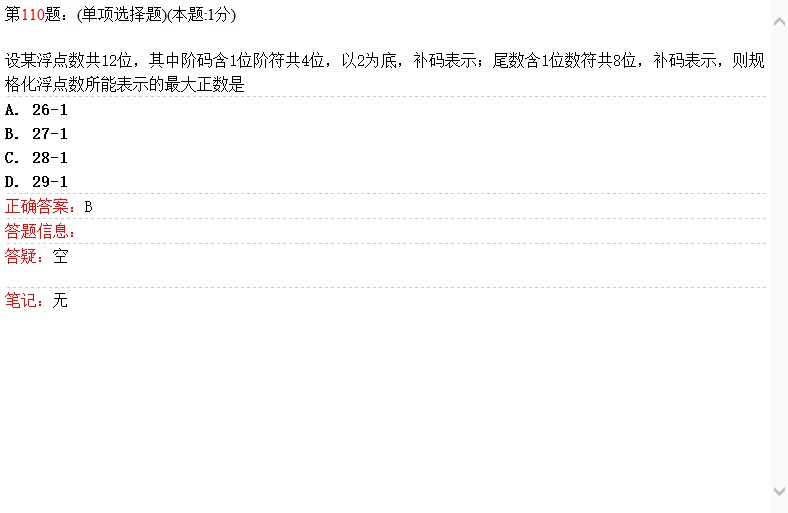 第110题：(单项选择题)(本题:1分)
设某浮点数共12位，其中阶码含1位阶符共4位，以2为底，补码表示；尾数含1位数符共8位，补码表示，则规
格化浮点数所能表示的最大正数是
A. 26-1
B. 27-1
C. 28-1
D. 29-1
正确答案：B
答题信息：
答疑：空
笔记：无